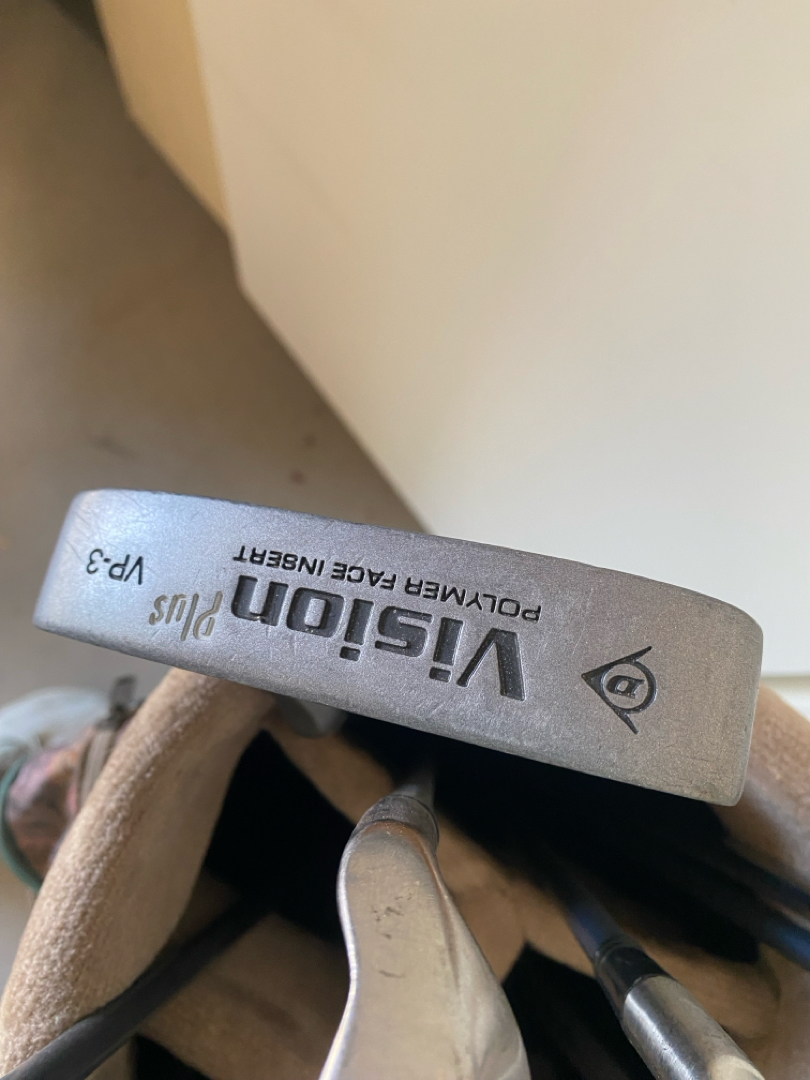 D
Vision Plus
POLYMER FACE INSERT
VP-3